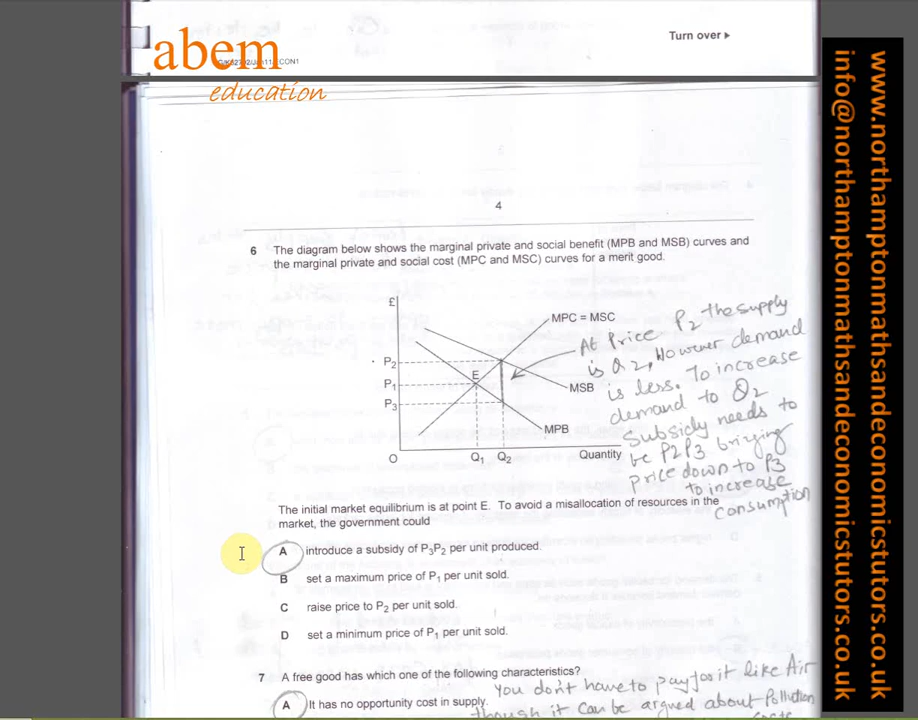 Turn over
abem
CON1
education
4
6 The diagram below shows the marginal private and social benefit (MPB and MSB) curves and
the marginal private and social cost (MPC and MSC) curves for a merit good.
£
MPC = MSC
P2
E
P1
MSB
P3
MPB
O
Q1 Q2
Quantity
At Price P2 the supply
is Q2, However demand
is less. To increase
demand to Q2
Subsidy needs to
be P2P3 bringing
price down to P3
to increase
consumption
The initial market equilibrium is at point E. To avoid a misallocation of resources in the
market, the government could
A introduce a subsidy of P3P2 per unit produced.
B set a maximum price of P1 per unit sold.
C raise price to P2 per unit sold.
D set a minimum price of P1 per unit sold.
7 A free good has which one of the following characteristics?
You don't have to pay for it like Air
A It has no opportunity cost in supply.
though it can be argued about Pollution
www.northamptonmathsandeconomicstutors.co.uk
info@northamptonmathsandeconomicstutors.co.uk